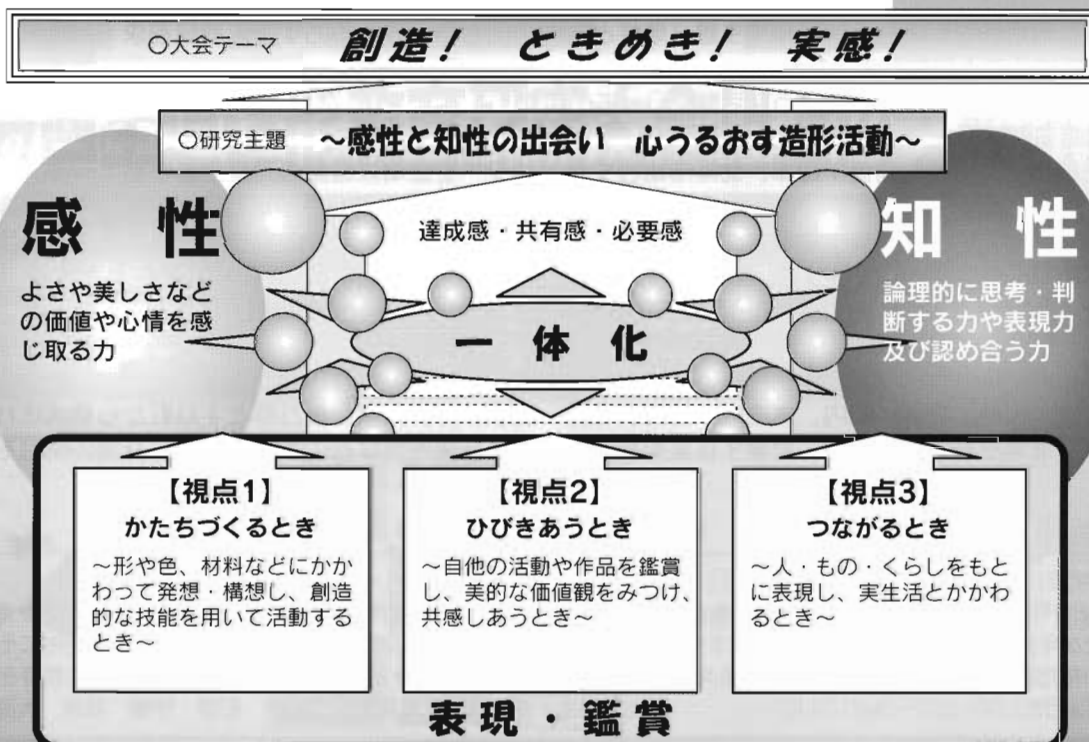 ○大会テーマ 創造! ときめき! 実感!
○研究主題 ～感性と知性の出会い 心うるおす造形活動～
感 性
よさや美しさなど
の価値や心情を感
じ取る力
達成感・共有感・必要感
一 体 化
知 性
論理的に思考・判
断する力や表現力
及び認め合う力
【視点1】
かたちづくるとき
～形や色、材料などにかか
わって発想・構想し、創造
的な技能を用いて活動する
とき～
【視点2】
ひびきあうとき
～自他の活動や作品を鑑賞
し、美的な価値観をみつけ、
共感しあうとき～
【視点3】
つながるとき
～人・もの・くらしをもと
に表現し、実生活とかかわ
るとき～
表現・鑑賞